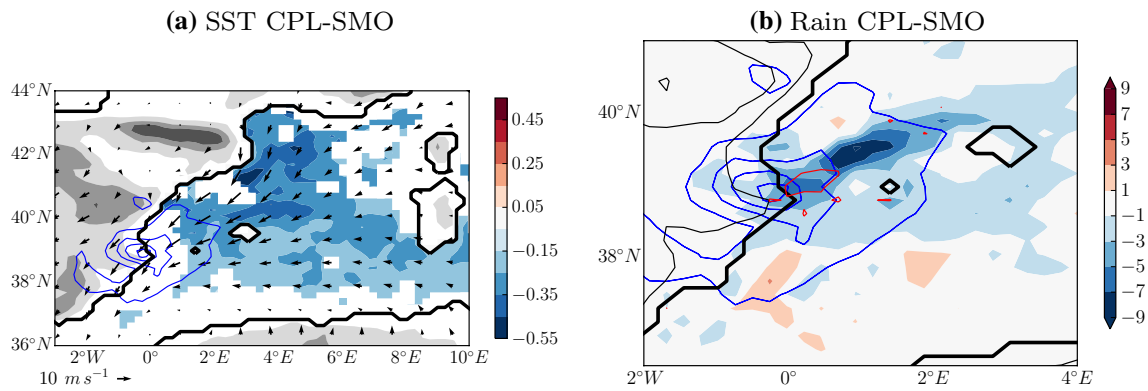 (a) SST CPL-SMO
44°N
42°N
40°N
38°N
36°N
2°W 0° 2°E 4°E 6°E 8°E 10°E
10 m s⁻¹
0.45
0.25
0.05
−0.15
−0.35
−0.55
(b) Rain CPL-SMO
40°N
38°N
2°W 0° 2°E 4°E
9
7
5
3
1
−1
−3
−5
−7
−9